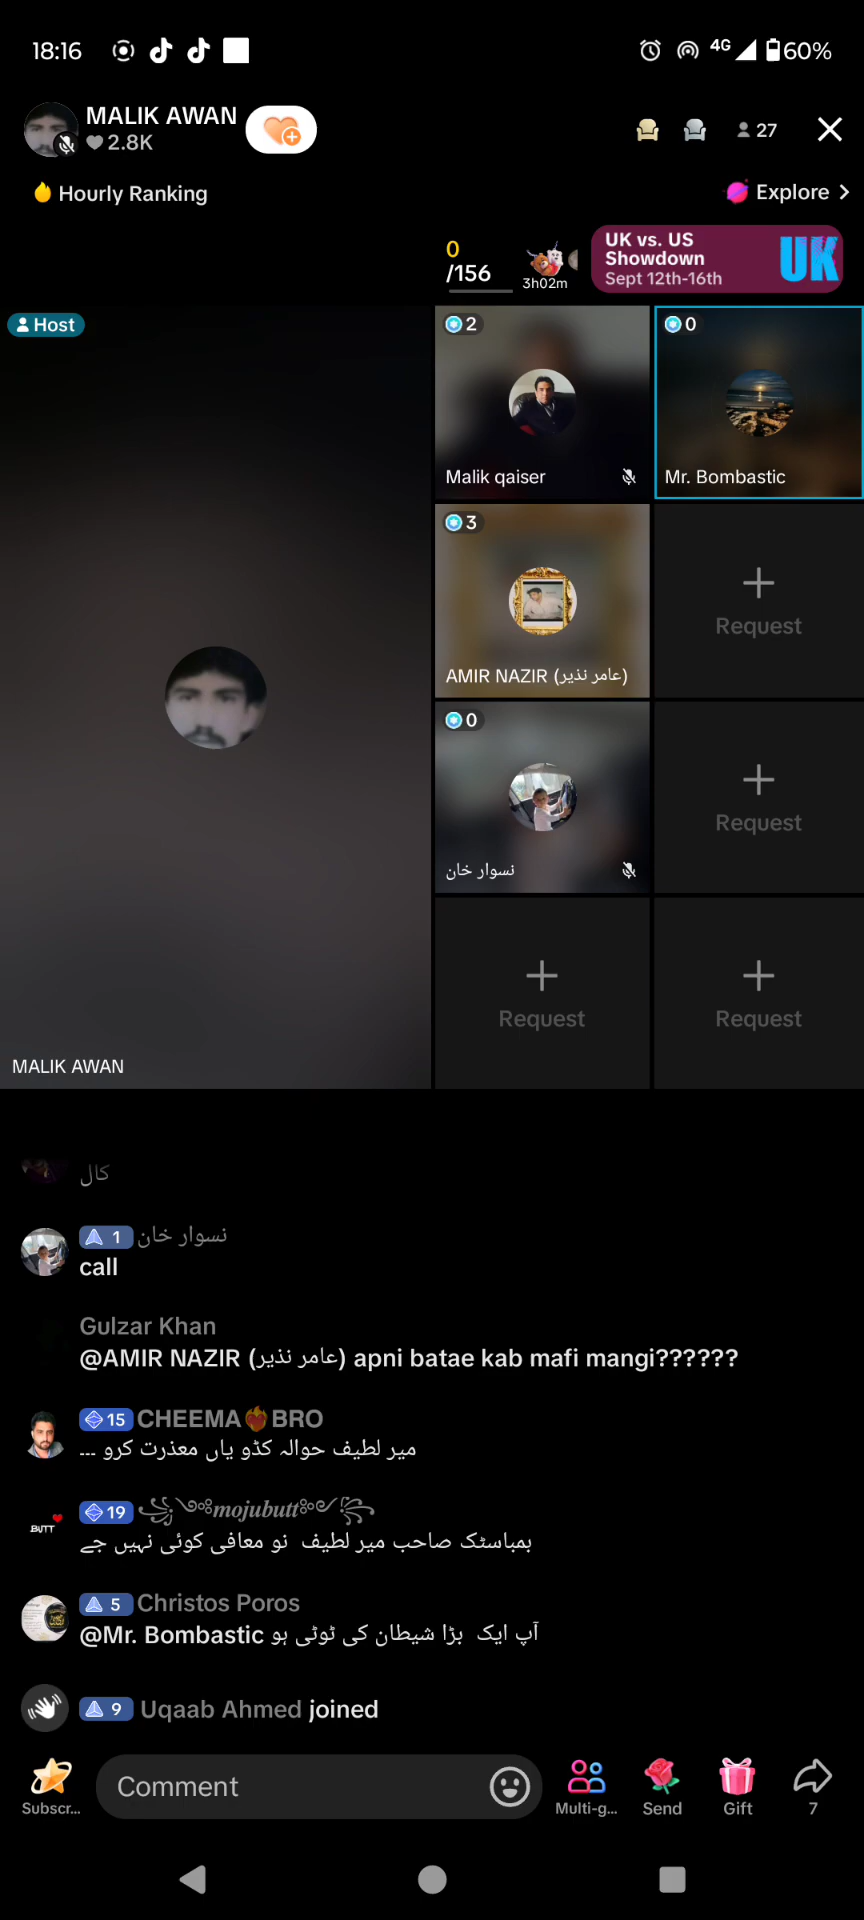 18:16
4G
60%
MALIK AWAN
2.8K
27
Hourly Ranking
Explore
0
/156
3h02m
UK vs. US
Showdown
Sept 12th-16th
UK
Host
2
Malik qaiser
0
Mr. Bombastic
3
AMIR NAZIR (عامر نذیر)
Request
0
نسوار خان
Request
Request
Request
MALIK AWAN
کال
1 نسوار خان
call
Gulzar Khan
@AMIR NAZIR (عامر نذیر) apni batae kab mafi mangi??????
15 CHEEMA❤️‍🔥BRO
میر لطیف حوالہ کڈو یاں معذرت کرو ...
19 mojubutt
BUTT
بمباسٹک صاحب میر لطیف نو معافی کوئی نہیں جے
5 Christos Poros
@Mr. Bombastic آپ ایک بڑا شیطان کی ٹوٹی ہو
9 Uqaab Ahmed joined
Comment
Subscr...
Multi-g...
Send
Gift
7